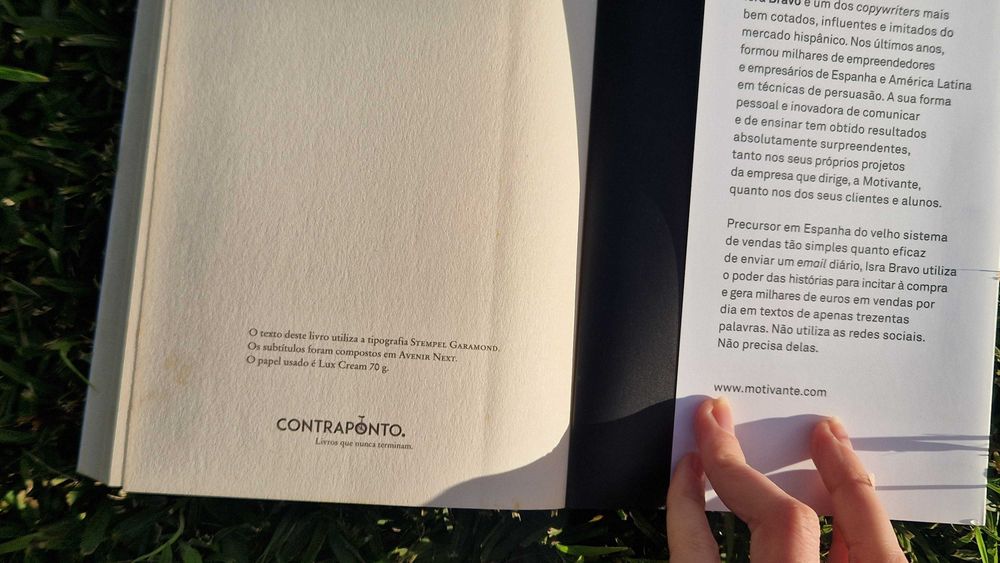 O texto deste livro utiliza a tipografia STEMPEL GARAMOND.
Os subtítulos foram compostos em AVENIR NEXT.
O papel usado é Lux Cream 70 g.
CONTRAPONTO.
Livros que nunca terminam.
Isra Bravo é um dos copywriters mais
bem cotados, influentes e imitados do
mercado hispânico. Nos últimos anos,
formou milhares de empreendedores
e empresários de Espanha e América Latina
em técnicas de persuasão. A sua forma
pessoal e inovadora de comunicar
e de ensinar tem obtido resultados
absolutamente surpreendentes,
tanto nos seus próprios projetos
da empresa que dirige, a Motivante,
quanto nos dos seus clientes e alunos.
Precursor em Espanha do velho sistema
de vendas tão simples quanto eficaz
de enviar um email diário, Isra Bravo utiliza
o poder das histórias para incitar à compra
e gera milhares de euros em vendas por
dia em textos de apenas trezentas
palavras. Não utiliza as redes sociais.
Não precisa delas.
www.motivante.com